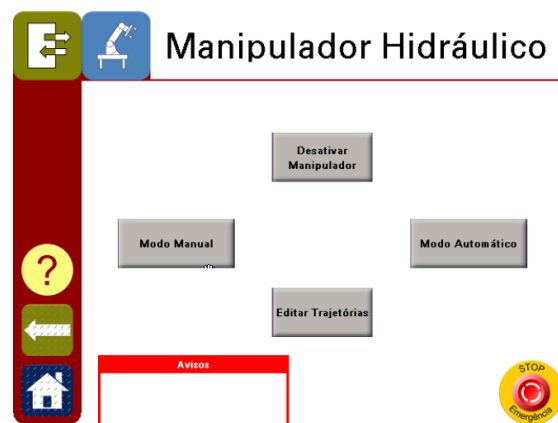 Manipulador Hidráulico
Desativar
Manipulador
Modo Manual
Modo Automático
?
Editar Trajetórias
Avisos
STOP
Emergência